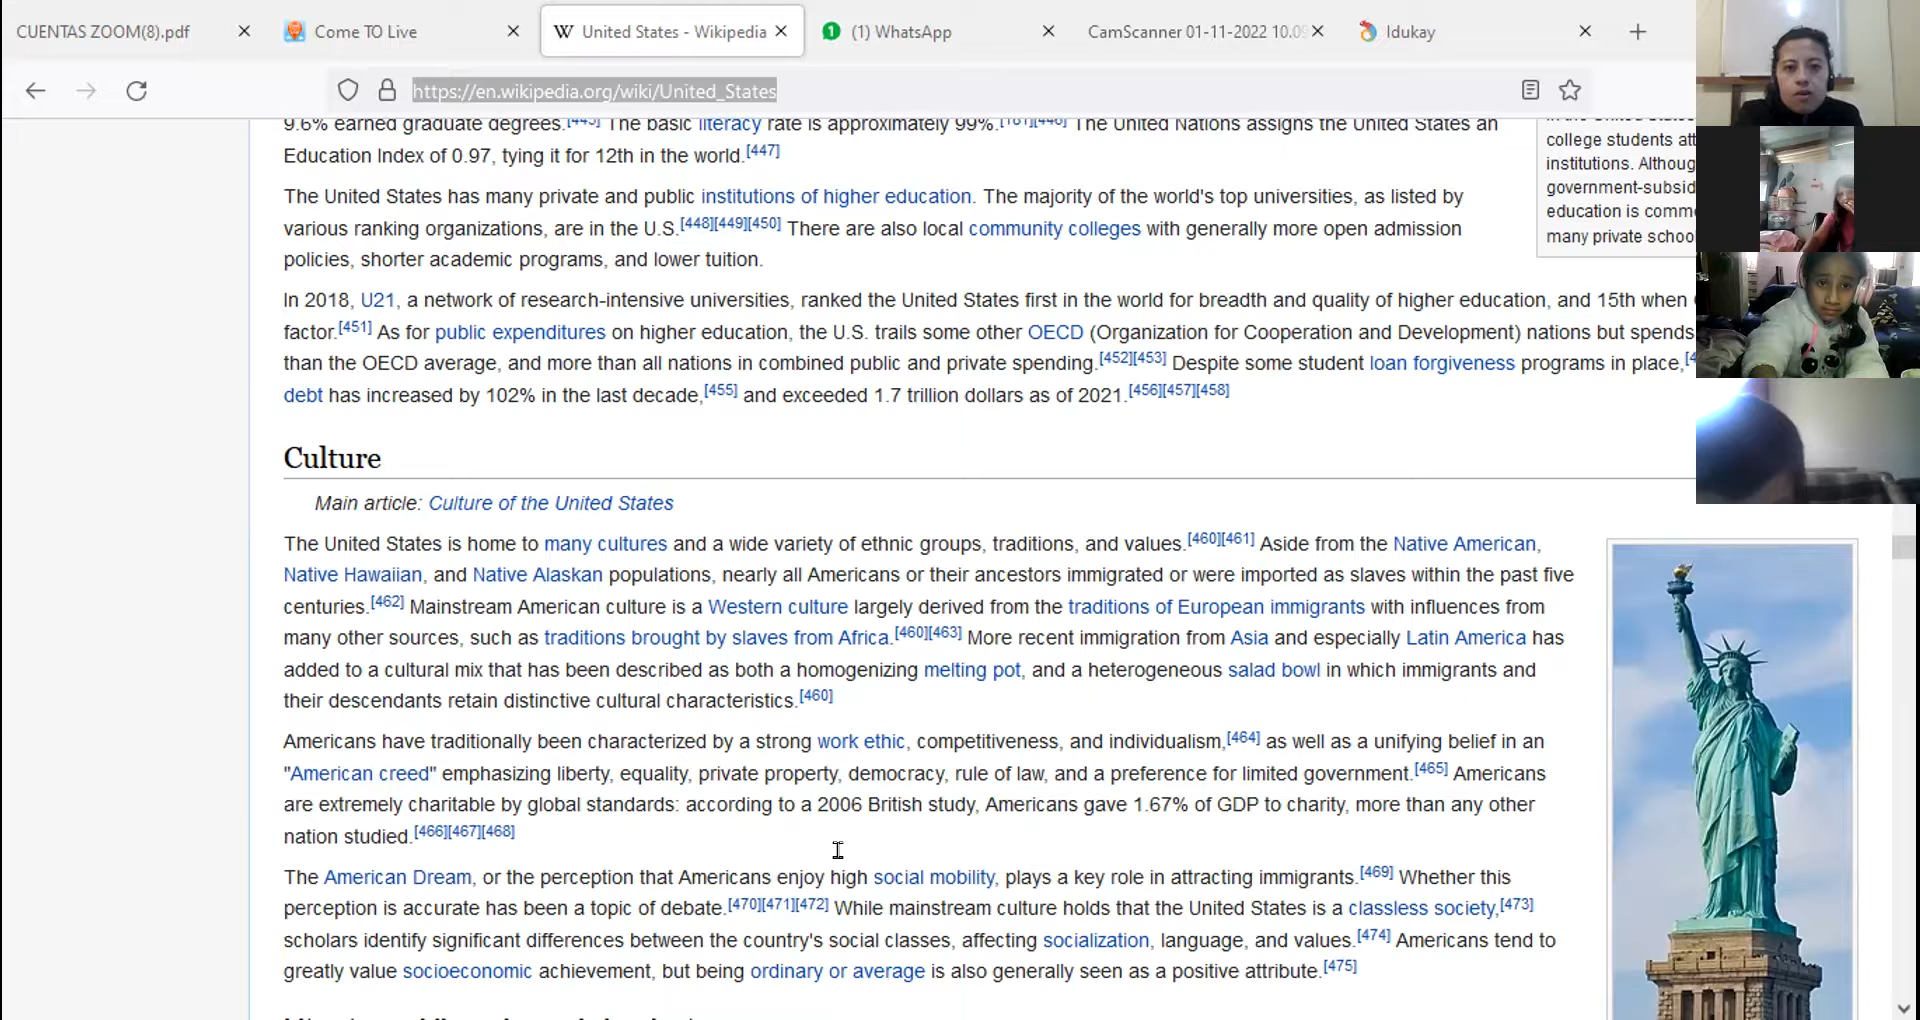 CUENTAS ZOOM(8).pdf
Come TO Live
W United States - Wikipedia
1 (1) WhatsApp
CamScanner 01-11-2022 10.09
Idukay
https://en.wikipedia.org/wiki/United_States
9.6% earned graduate degrees. The basic literacy rate is approximately 99%. The United Nations assigns the United States an
Education Index of 0.97, tying it for 12th in the world.[447]
college students att
institutions. Althoug
government-subsid
education is comm
many private schoo
The United States has many private and public institutions of higher education. The majority of the world's top universities, as listed by
various ranking organizations, are in the U.S.[448][449][450] There are also local community colleges with generally more open admission
policies, shorter academic programs, and lower tuition.
In 2018, U21, a network of research-intensive universities, ranked the United States first in the world for breadth and quality of higher education, and 15th when
factor.[451] As for public expenditures on higher education, the U.S. trails some other OECD (Organization for Cooperation and Development) nations but spends
than the OECD average, and more than all nations in combined public and private spending.[452][453] Despite some student loan forgiveness programs in place,
debt has increased by 102% in the last decade,[455] and exceeded 1.7 trillion dollars as of 2021.[456][457][458]
Culture
Main article: Culture of the United States
The United States is home to many cultures and a wide variety of ethnic groups, traditions, and values.[460][461] Aside from the Native American,
Native Hawaiian, and Native Alaskan populations, nearly all Americans or their ancestors immigrated or were imported as slaves within the past five
centuries.[462] Mainstream American culture is a Western culture largely derived from the traditions of European immigrants with influences from
many other sources, such as traditions brought by slaves from Africa.[460][463] More recent immigration from Asia and especially Latin America has
added to a cultural mix that has been described as both a homogenizing melting pot, and a heterogeneous salad bowl in which immigrants and
their descendants retain distinctive cultural characteristics.[460]
Americans have traditionally been characterized by a strong work ethic, competitiveness, and individualism,[464] as well as a unifying belief in an
"American creed" emphasizing liberty, equality, private property, democracy, rule of law, and a preference for limited government.[465] Americans
are extremely charitable by global standards: according to a 2006 British study, Americans gave 1.67% of GDP to charity, more than any other
nation studied.[466][467][468]
The American Dream, or the perception that Americans enjoy high social mobility, plays a key role in attracting immigrants.[469] Whether this
perception is accurate has been a topic of debate.[470][471][472] While mainstream culture holds that the United States is a classless society,[473]
scholars identify significant differences between the country's social classes, affecting socialization, language, and values.[474] Americans tend to
greatly value socioeconomic achievement, but being ordinary or average is also generally seen as a positive attribute.[475]